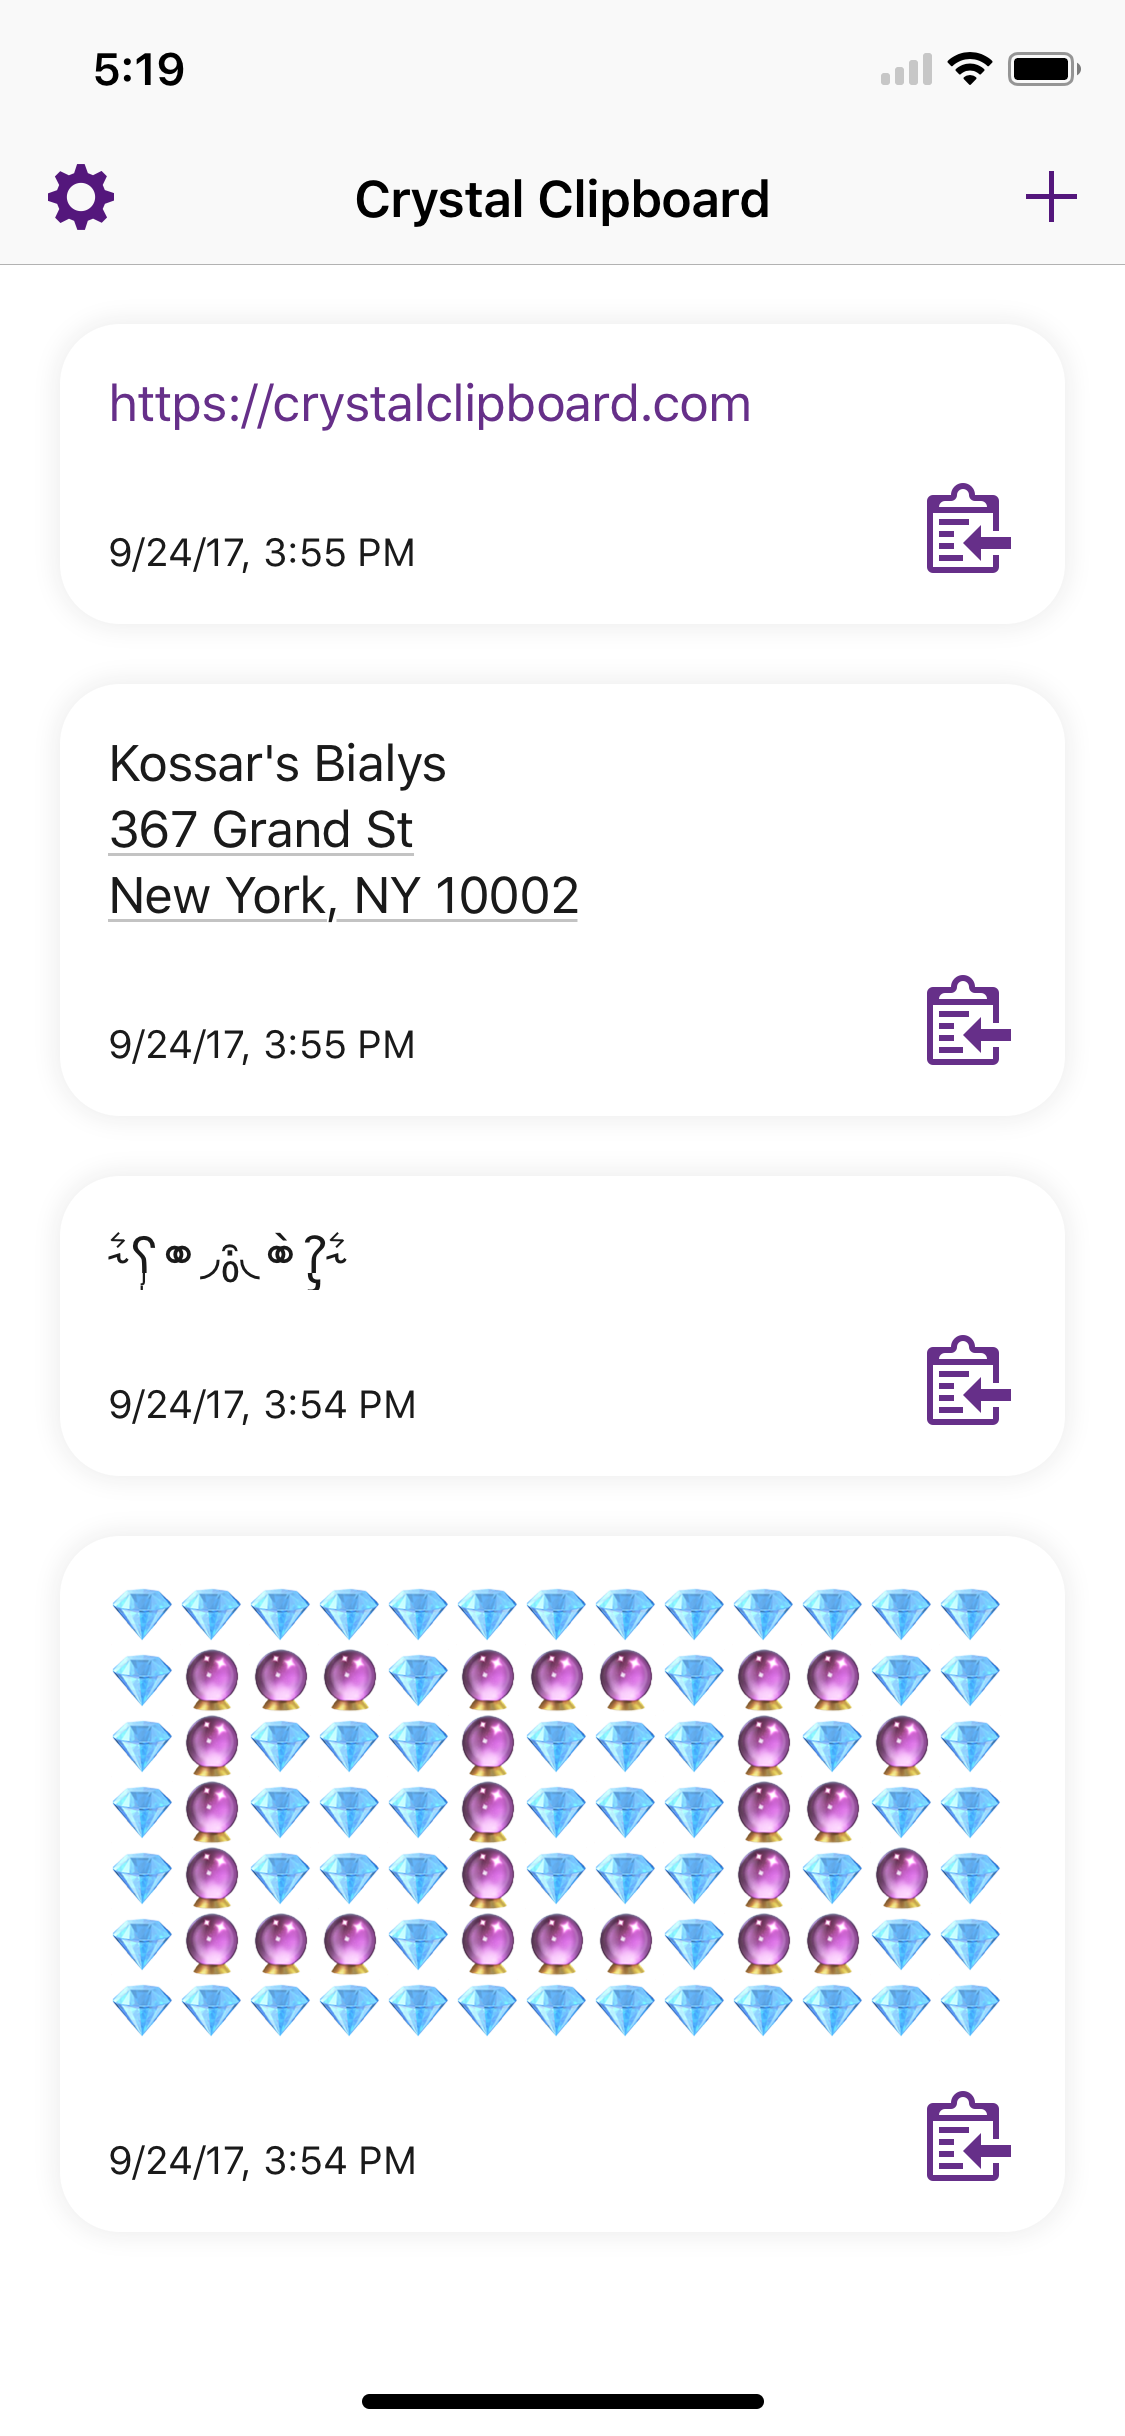 5:19
Crystal Clipboard
https://crystalclipboard.com
9/24/17, 3:55 PM
Kossar's Bialys
367 Grand St
New York, NY 10002
9/24/17, 3:55 PM
9/24/17, 3:54 PM
💎💎💎💎💎💎💎💎💎💎💎💎💎
💎🔮🔮🔮💎🔮🔮🔮💎🔮🔮💎💎
💎🔮💎💎💎🔮💎💎💎🔮💎🔮💎
💎🔮💎💎💎🔮💎💎💎🔮🔮💎💎
💎🔮💎💎💎🔮💎💎💎🔮💎🔮💎
💎🔮🔮🔮💎🔮🔮🔮💎🔮🔮💎💎
💎💎💎💎💎💎💎💎💎💎💎💎💎
9/24/17, 3:54 PM